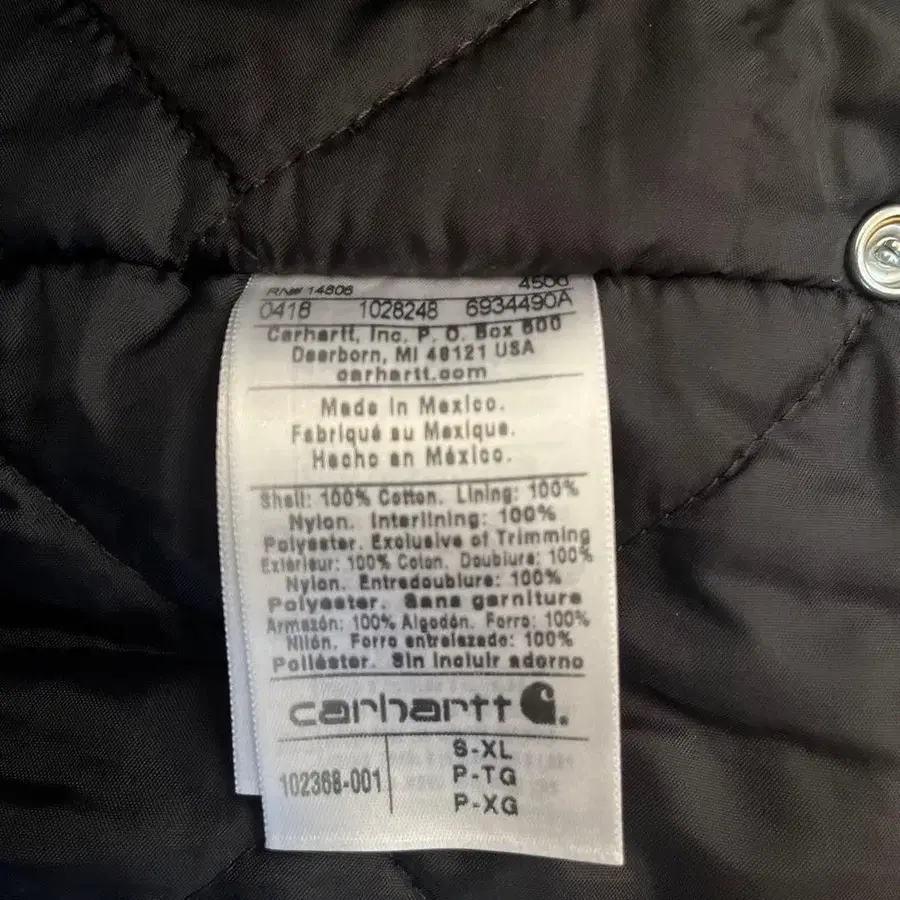 RN# 14806 4500
0418 1028248 6934490A
Carhartt, Inc. P. O. Box 600
Dearborn, MI 48121 USA
carhartt.com
Made in Mexico.
Fabriqué au Mexique.
Hecho en México.
Shell: 100% Cotton. Lining: 100%
Nylon. Interlining: 100%
Polyester. Exclusive of Trimming
Extérieur: 100% Coton. Doublure: 100%
Nylon. Entredoublure: 100%
Polyester. Sans garniture
Armazón: 100% Algodón. Forro: 100%
Nilón. Forro entrelazado: 100%
Poliéster. Sin incluir adorno
carhartt
102368-001
S-XL
P-TG
P-XG